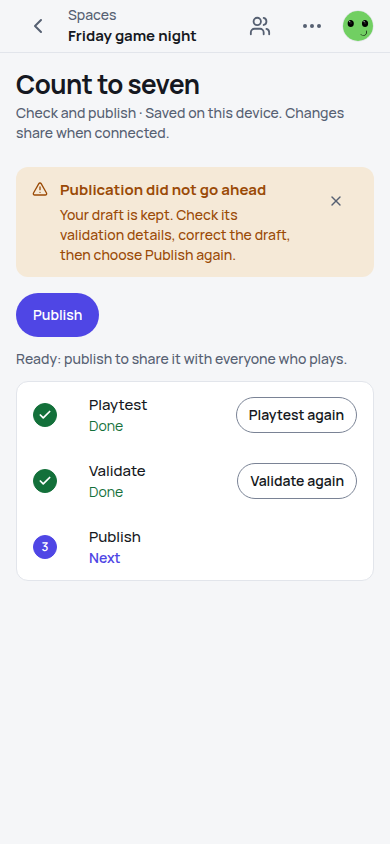 Spaces
Friday game night
Count to seven
Check and publish · Saved on this device. Changes
share when connected.
Publication did not go ahead
Your draft is kept. Check its
validation details, correct the draft,
then choose Publish again.
Publish
Ready: publish to share it with everyone who plays.
Playtest
Done
Playtest again
Validate
Done
Validate again
3
Publish
Next